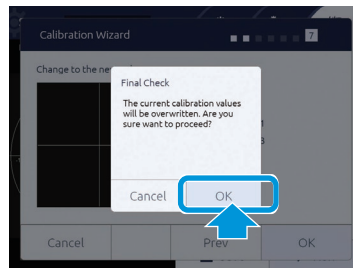 Calibration Wizard
7
Change to the ne
Final Check
The current calibration values
will be overwritten. Are you
sure want to proceed?
Cancel
OK
Cancel
Prev
OK